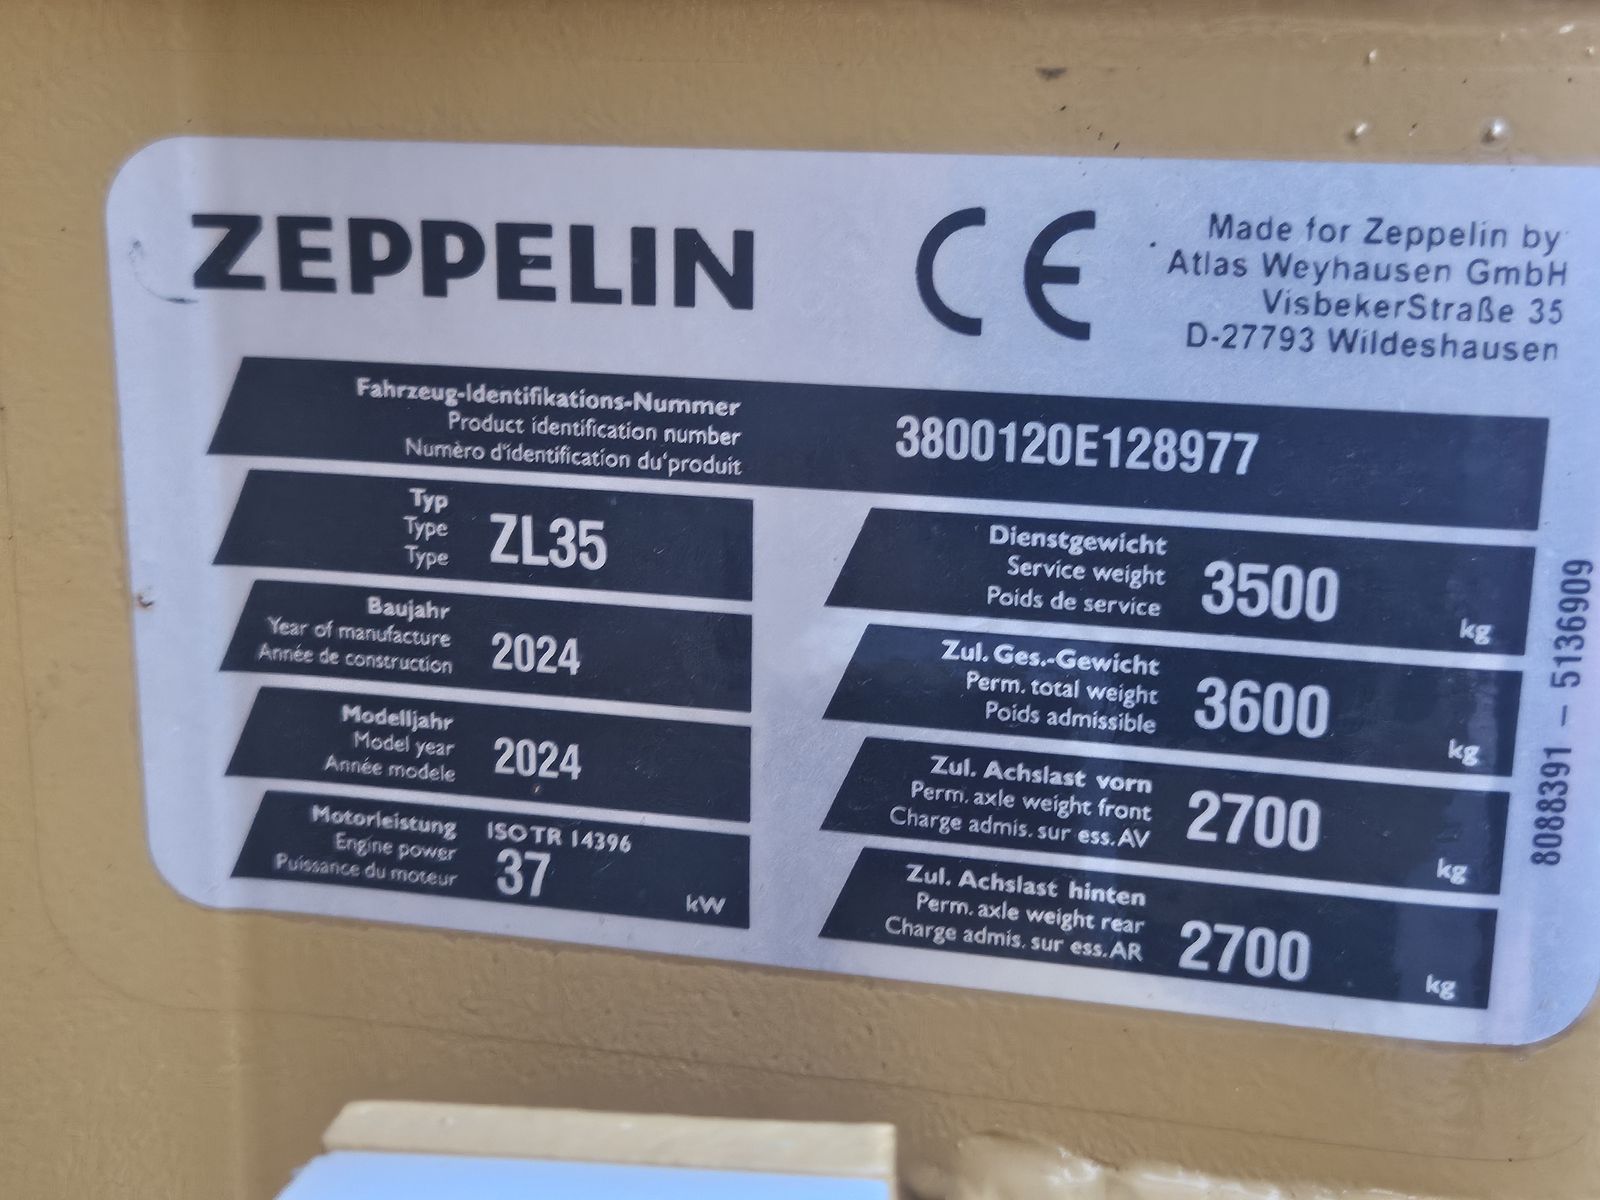 ZEPPELIN
CE
Made for Zeppelin by
Atlas Weyhausen GmbH
VisbekerStraße 35
D-27793 Wildeshausen
Fahrzeug-Identifikations-Nummer
Product identification number
Numèro d'identification du'produit
3800120E128977
Typ
Type
Type
ZL35
Baujahr
Year of manufacture
Année de construction
2024
Modelljahr
Model year
Année modele
2024
Motorleistung
Engine power
Puissance du moteur
ISO TR 14396
37
kW
Dienstgewicht
Service weight
Poids de service
3500
kg
Zul. Ges.-Gewicht
Perm. total weight
Poids admissible
3600
kg
Zul. Achslast vorn
Perm. axle weight front
Charge admis. sur ess. AV
2700
kg
Zul. Achslast hinten
Perm. axle weight rear
Charge admis. sur ess. AR
2700
kg
8088391 – 5136909